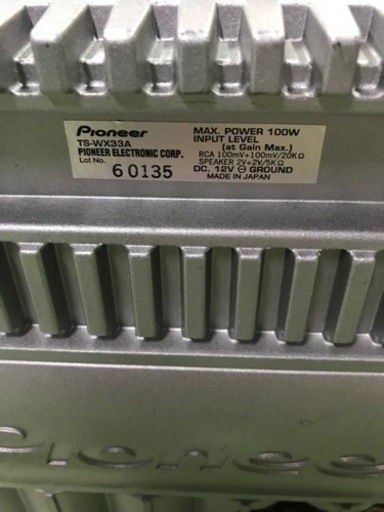 Pioneer
TS-WX33A
PIONEER ELECTRONIC CORP.
Lot No.
60135
MAX. POWER 100W
INPUT LEVEL
(at Gain Max.)
RCA 100mV+100mV/20KΩ
SPEAKER 2V+2V/5KΩ
DC. 12V ⊖ GROUND
MADE IN JAPAN
Pioneer